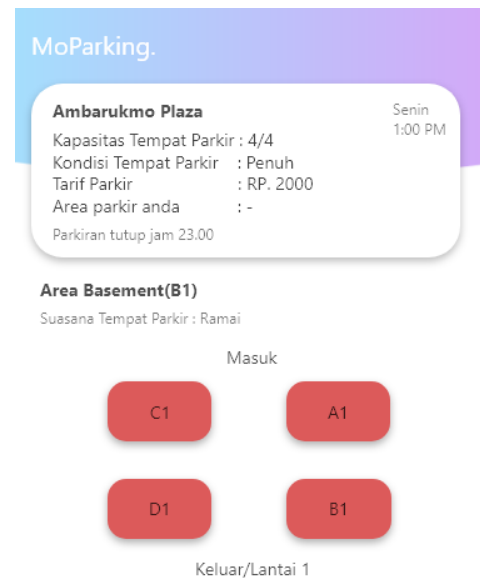 MoParking.
Ambarukmo Plaza
Senin
1:00 PM
Kapasitas Tempat Parkir : 4/4
Kondisi Tempat Parkir : Penuh
Tarif Parkir : RP. 2000
Area parkir anda : -
Parkiran tutup jam 23.00
Area Basement(B1)
Suasana Tempat Parkir : Ramai
Masuk
C1 A1
D1 B1
Keluar/Lantai 1